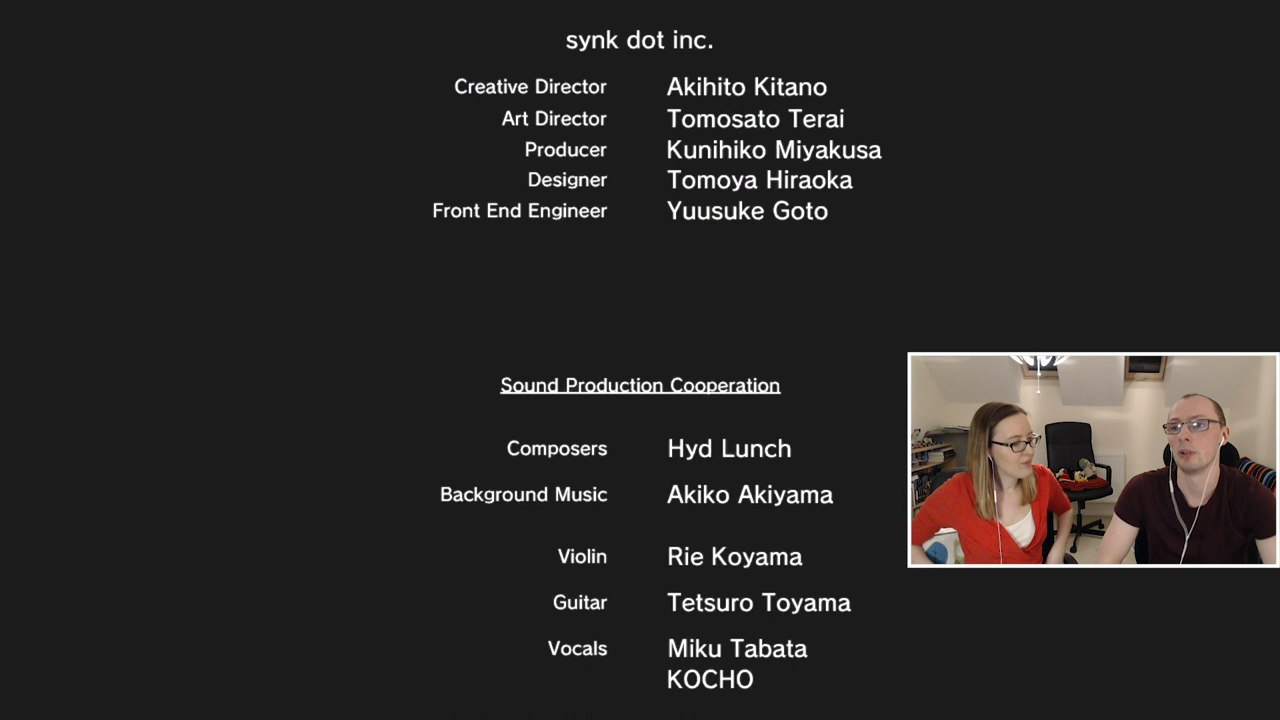 synk dot inc.
Creative Director Akihito Kitano
Art Director Tomosato Terai
Producer Kunihiko Miyakusa
Designer Tomoya Hiraoka
Front End Engineer Yuusuke Goto
Sound Production Cooperation
Composers Hyd Lunch
Background Music Akiko Akiyama
Violin Rie Koyama
Guitar Tetsuro Toyama
Vocals Miku Tabata
KOCHO